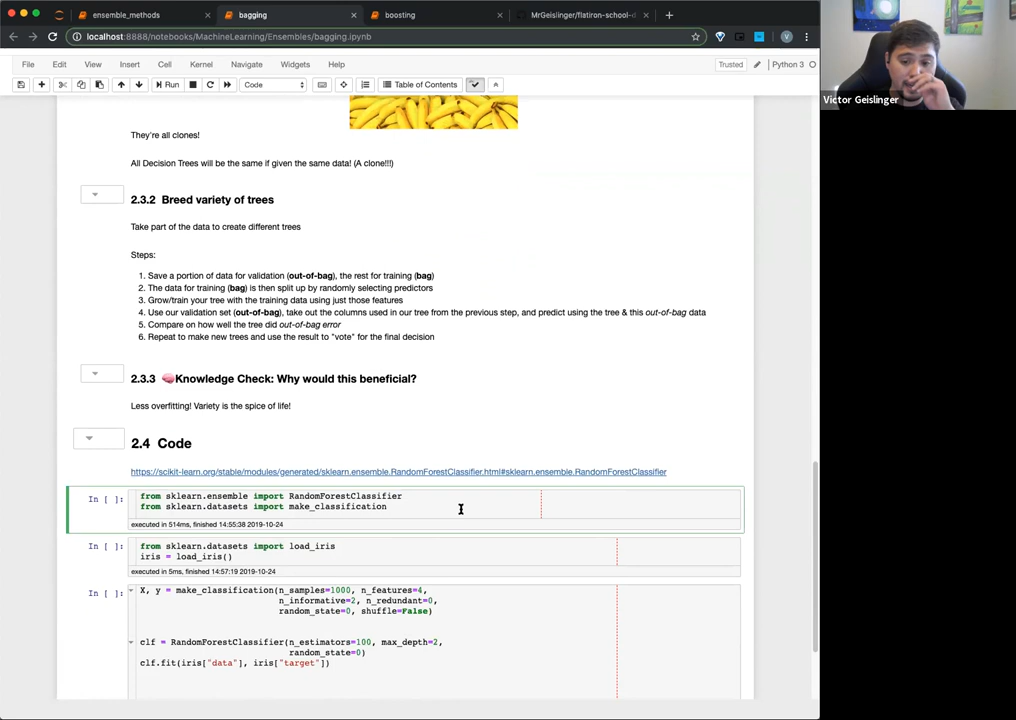 ensemble_methods
bagging
boosting
MrGeislinger/flatiron-school-d
localhost:8888/notebooks/MachineLearning/Ensembles/bagging.ipynb
V
File Edit View Insert Cell Kernel Navigate Widgets Help
Trusted
Python 3
Run
Code
Table of Contents
Victor Geislinger
They're all clones!
All Decision Trees will be the same if given the same data! (A clone!!!)
2.3.2 Breed variety of trees
Take part of the data to create different trees
Steps:
1. Save a portion of data for validation (out-of-bag), the rest for training (bag)
2. The data for training (bag) is then split up by randomly selecting predictors
3. Grow/train your tree with the training data using just those features
4. Use our validation set (out-of-bag), take out the columns used in our tree from the previous step, and predict using the tree & this out-of-bag data
5. Compare on how well the tree did out-of-bag error
6. Repeat to make new trees and use the result to "vote" for the final decision
2.3.3 🧠Knowledge Check: Why would this beneficial?
Less overfitting! Variety is the spice of life!
2.4 Code
https://scikit-learn.org/stable/modules/generated/sklearn.ensemble.RandomForestClassifier.html#sklearn.ensemble.RandomForestClassifier
In [ ]:
from sklearn.ensemble import RandomForestClassifier
from sklearn.datasets import make_classification
executed in 514ms, finished 14:55:38 2019-10-24
In [ ]:
from sklearn.datasets import load_iris
iris = load_iris()
executed in 5ms, finished 14:57:19 2019-10-24
In [ ]:
X, y = make_classification(n_samples=1000, n_features=4,
n_informative=2, n_redundant=0,
random_state=0, shuffle=False)
clf = RandomForestClassifier(n_estimators=100, max_depth=2,
random_state=0)
clf.fit(iris["data"], iris["target"])